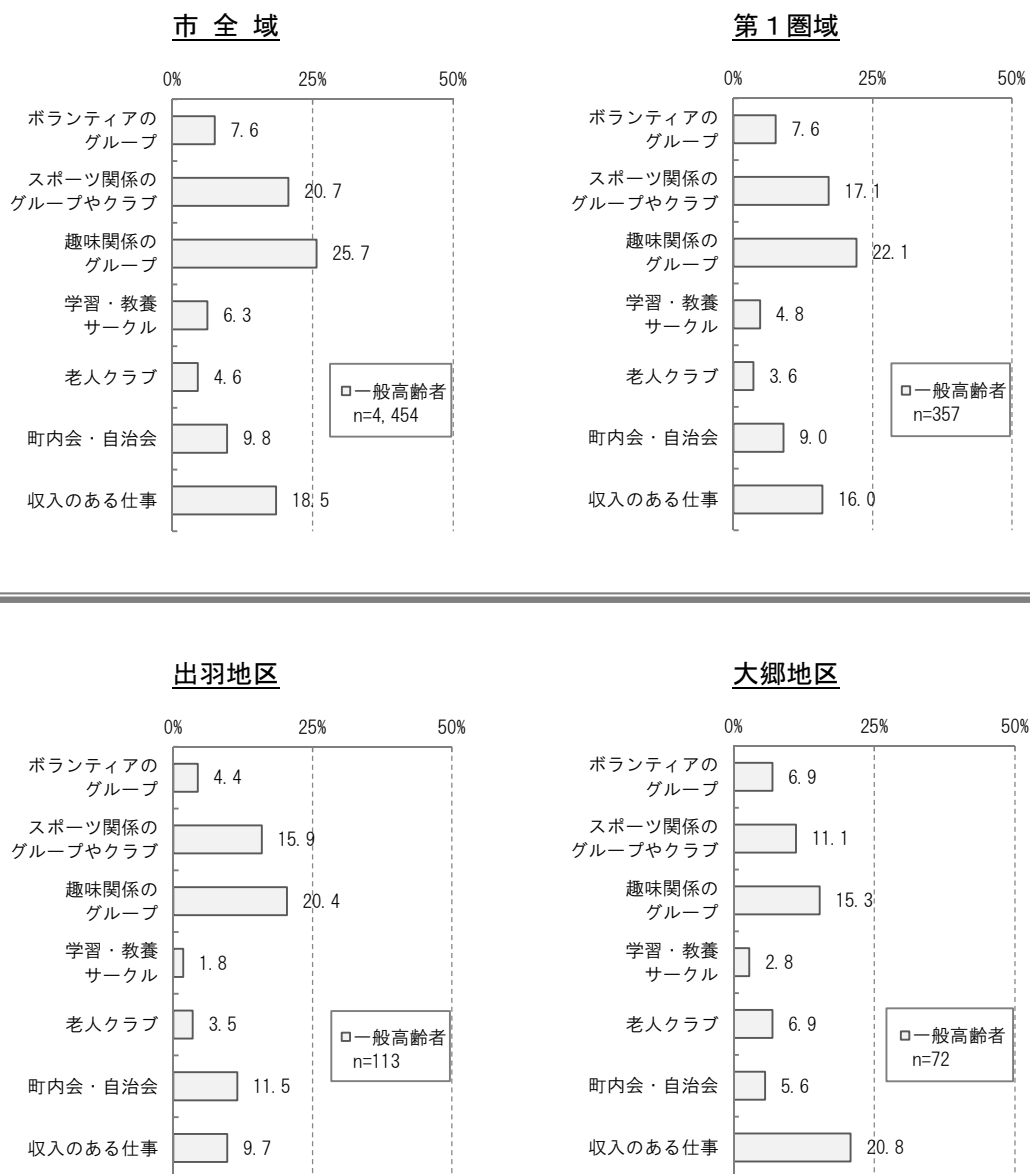 市 全 域
0% 25% 50%
ボランティアの
グループ
7.6
スポーツ関係の
グループやクラブ
20.7
趣味関係の
グループ
25.7
学習・教養
サークル
6.3
老人クラブ
4.6
町内会・自治会
9.8
収入のある仕事
18.5
一般高齢者
n=4,454
第１圏域
0% 25% 50%
ボランティアの
グループ
7.6
スポーツ関係の
グループやクラブ
17.1
趣味関係の
グループ
22.1
学習・教養
サークル
4.8
老人クラブ
3.6
町内会・自治会
9.0
収入のある仕事
16.0
一般高齢者
n=357
出羽地区
0% 25% 50%
ボランティアの
グループ
4.4
スポーツ関係の
グループやクラブ
15.9
趣味関係の
グループ
20.4
学習・教養
サークル
1.8
老人クラブ
3.5
町内会・自治会
11.5
収入のある仕事
9.7
一般高齢者
n=113
大郷地区
0% 25% 50%
ボランティアの
グループ
6.9
スポーツ関係の
グループやクラブ
11.1
趣味関係の
グループ
15.3
学習・教養
サークル
2.8
老人クラブ
6.9
町内会・自治会
5.6
収入のある仕事
20.8
一般高齢者
n=72